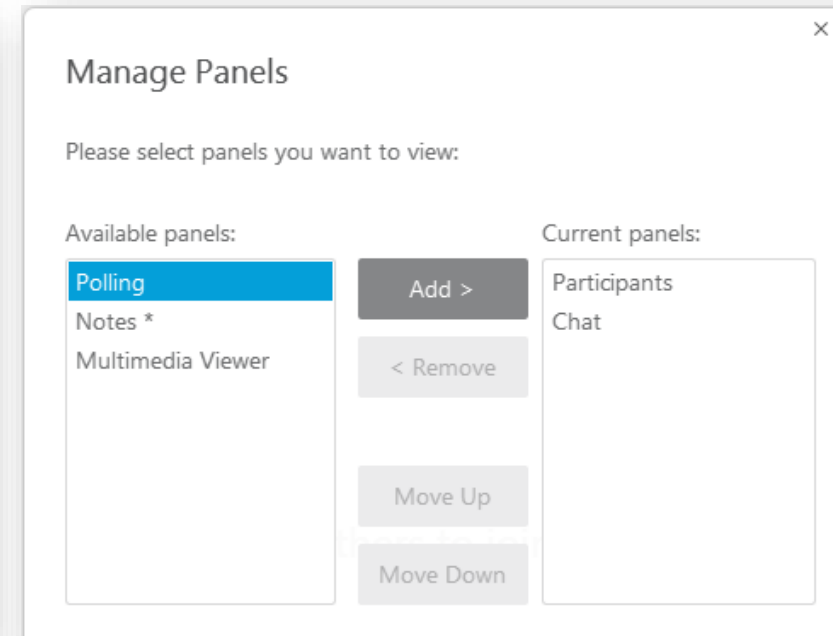 ×
Manage Panels
Please select panels you want to view:
Available panels:
Polling
Notes *
Multimedia Viewer
Add >
< Remove
Move Up
Move Down
Current panels:
Participants
Chat